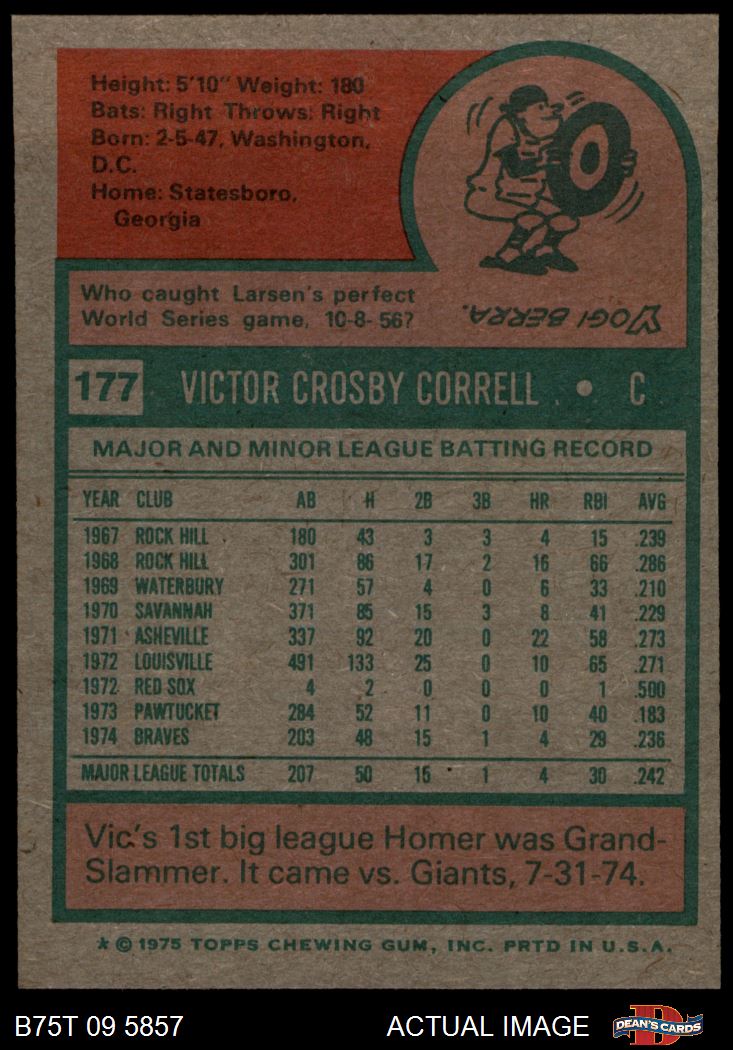 Height: 5'10" Weight: 180
Bats: Right Throws: Right
Born: 2-5-47, Washington,
D.C.
Home: Statesboro,
Georgia
Who caught Larsen's perfect
World Series game, 10-8-56?
YOGI BERRA.
177 VICTOR CROSBY CORRELL • C
MAJOR AND MINOR LEAGUE BATTING RECORD
YEAR CLUB AB H 2B 3B HR RBI AVG
1967 ROCK HILL 180 43 3 3 4 15 .239
1968 ROCK HILL 301 86 17 2 16 66 .286
1969 WATERBURY 271 57 4 0 6 33 .210
1970 SAVANNAH 371 85 15 3 8 41 .229
1971 ASHEVILLE 337 92 20 0 22 58 .273
1972 LOUISVILLE 491 133 25 0 10 65 .271
1972 RED SOX 4 2 0 0 0 1 .500
1973 PAWTUCKET 284 52 11 0 10 40 .183
1974 BRAVES 203 48 15 1 4 29 .236
MAJOR LEAGUE TOTALS 207 50 15 1 4 30 .242
Vic's 1st big league Homer was Grand-
Slammer. It came vs. Giants, 7-31-74.
* © 1975 TOPPS CHEWING GUM, INC. PRTD IN U.S.A.
B75T 09 5857 ACTUAL IMAGE DEAN'S CARDS